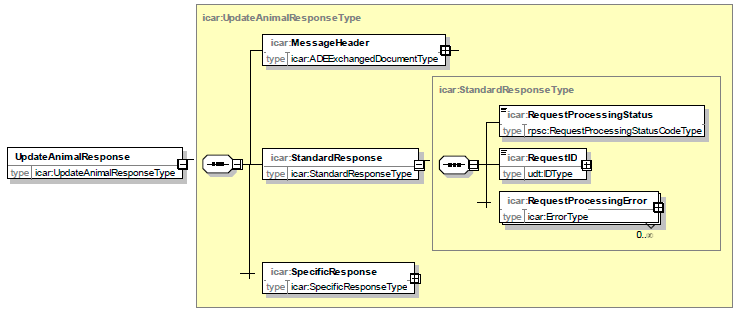 icar:UpdateAnimalResponseType
icar:MessageHeader
type icar:ADEExchangedDocumentType
icar:StandardResponseType
icar:RequestProcessingStatus
type rpsc:RequestProcessingStatusCodeType
UpdateAnimalResponse
type icar:UpdateAnimalResponseType
icar:StandardResponse
type icar:StandardResponseType
icar:RequestID
type udt:IDType
icar:RequestProcessingError
type icar:ErrorType
0..∞
icar:SpecificResponse
type icar:SpecificResponseType